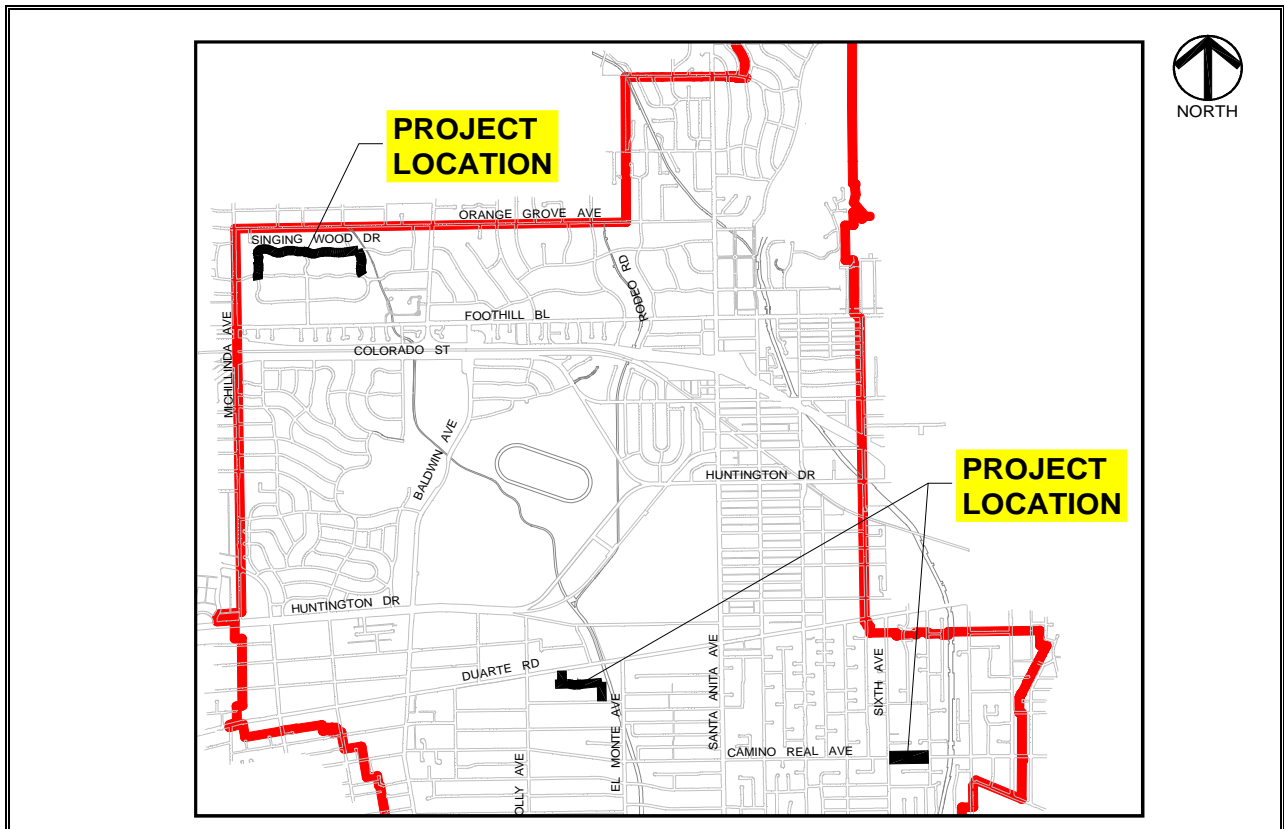 NORTH
PROJECT
LOCATION
ORANGE GROVE AVE
SINGING WOOD DR
RODEO RD
FOOTHILL BL
MICHILLINDA AVE
COLORADO ST
BALDWIN AVE
PROJECT
LOCATION
HUNTINGTON DR
HUNTINGTON DR
DUARTE RD
SANTA ANITA AVE
SIXTH AVE
EL MONTE AVE
CAMINO REAL AVE
OLLY AVE